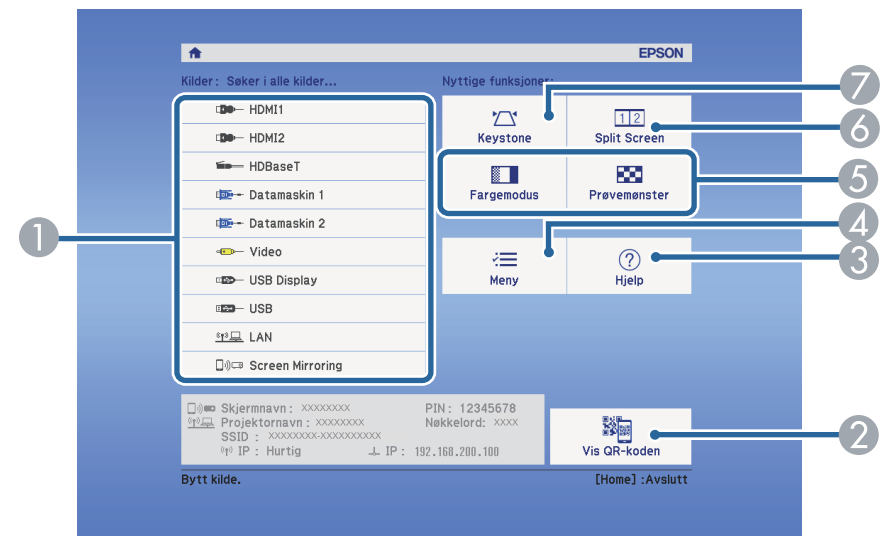 EPSON
Kilder : Søker i alle kilder...
Nyttige funksjoner:
HDMI1
HDMI2
HDBaseT
Datamaskin 1
Datamaskin 2
Video
USB Display
USB
LAN
Screen Mirroring
Keystone
1 2
Split Screen
Fargemodus
Prøvemønster
Meny
?
Hjelp
Skjermnavn : XXXXXXXX
Projektornavn : XXXXXXXX
SSID : XXXXXXXX-XXXXXXXXXX
IP : Hurtig
IP : 192.168.200.100
PIN : 12345678
Nøkkelord: XXXX
Vis QR-koden
Bytt kilde.
[Home] :Avslutt
1
7
6
5
4
3
2